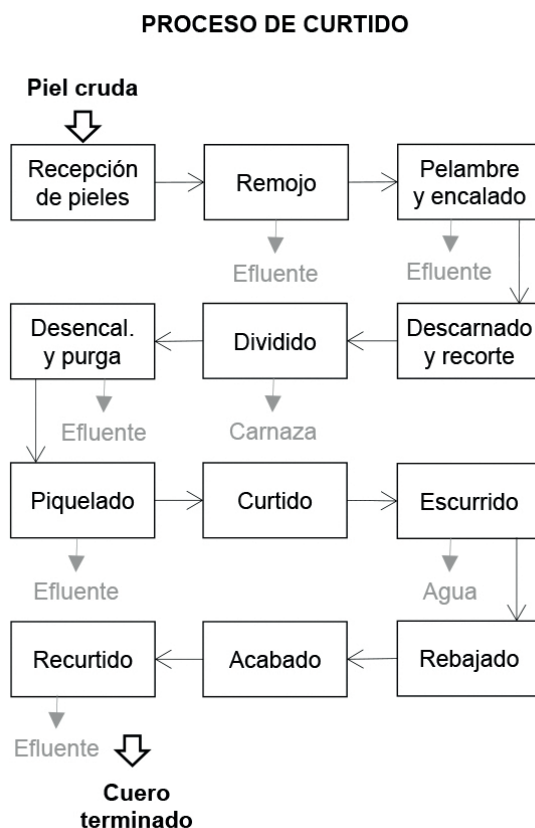 PROCESO DE CURTIDO
Piel cruda
Recepción
de pieles
Remojo
Pelambre
y encalado
Efluente
Efluente
Desencal.
y purga
Dividido
Descarnado
y recorte
Efluente
Carnaza
Piquelado
Curtido
Escurrido
Efluente
Agua
Recurtido
Acabado
Rebajado
Efluente
Cuero
terminado